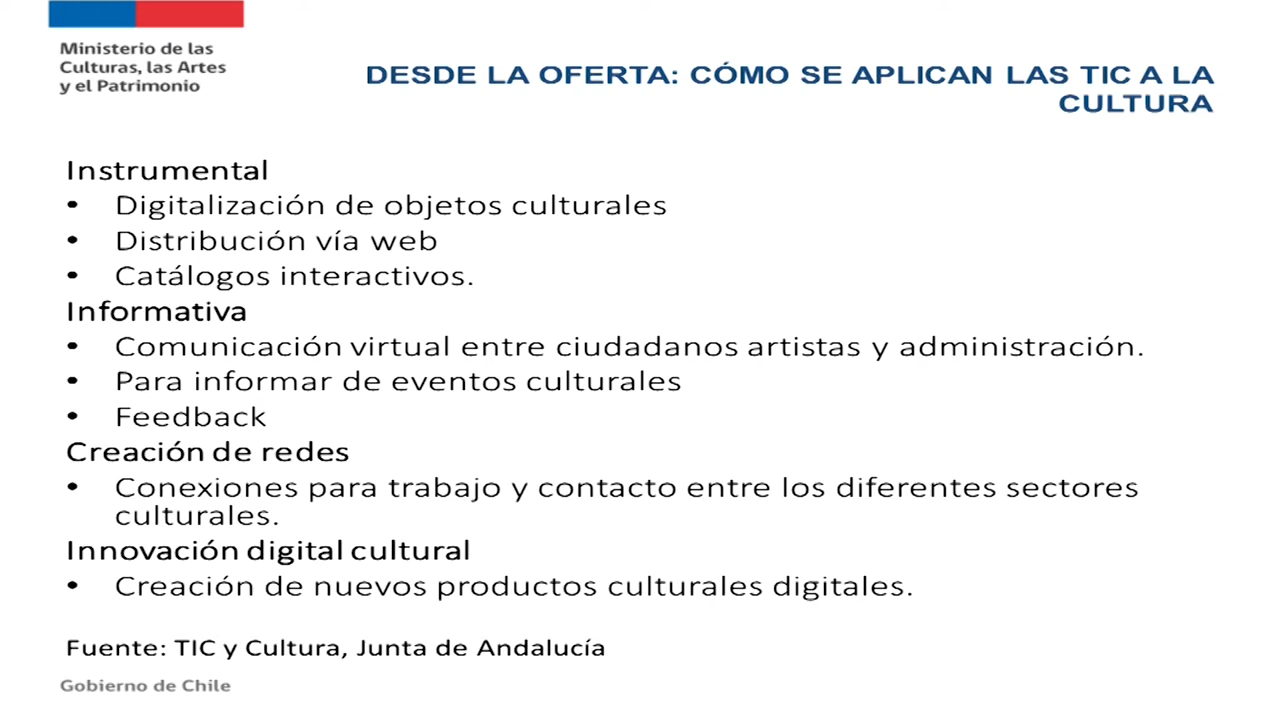 Ministerio de las
Culturas, las Artes
y el Patrimonio
DESDE LA OFERTA: CÓMO SE APLICAN LAS TIC A LA
CULTURA
Instrumental
• Digitalización de objetos culturales
• Distribución vía web
• Catálogos interactivos.
Informativa
• Comunicación virtual entre ciudadanos artistas y administración.
• Para informar de eventos culturales
• Feedback
Creación de redes
• Conexiones para trabajo y contacto entre los diferentes sectores
culturales.
Innovación digital cultural
• Creación de nuevos productos culturales digitales.
Fuente: TIC y Cultura, Junta de Andalucía
Gobierno de Chile